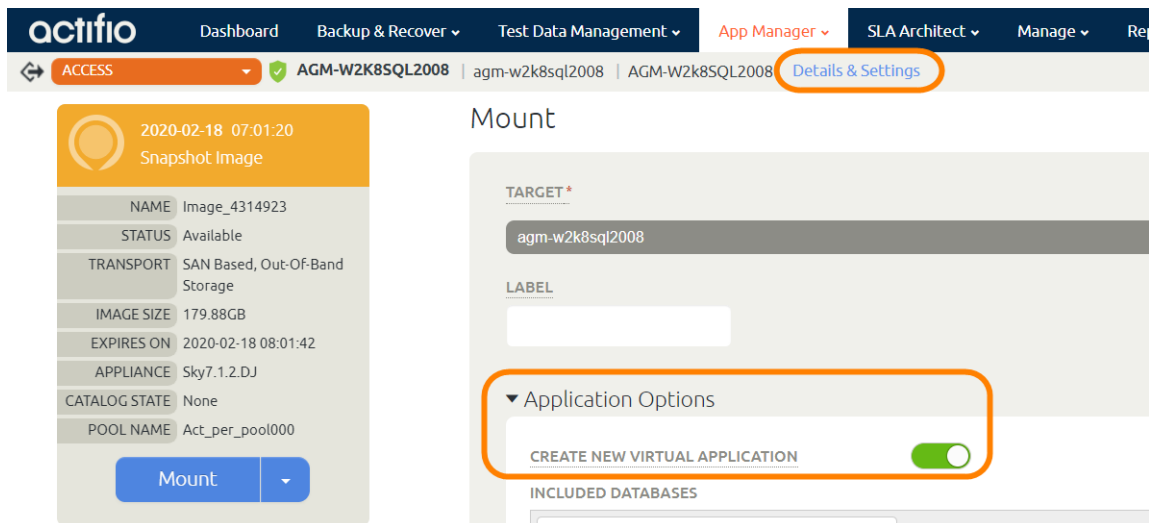 actifio Dashboard Backup & Recover Test Data Management App Manager SLA Architect Manage
ACCESS AGM-W2K8SQL2008 | agm-w2k8sql2008 | AGM-W2k8SQL2008 Details & Settings
2020-02-18 07:01:20
Snapshot Image
NAME Image_4314923
STATUS Available
TRANSPORT SAN Based, Out-Of-Band
Storage
IMAGE SIZE 179.88GB
EXPIRES ON 2020-02-18 08:01:42
APPLIANCE Sky7.1.2.DJ
CATALOG STATE None
POOL NAME Act_per_pool000
Mount
Mount
TARGET*
agm-w2k8sql2008
LABEL
Application Options
CREATE NEW VIRTUAL APPLICATION
INCLUDED DATABASES